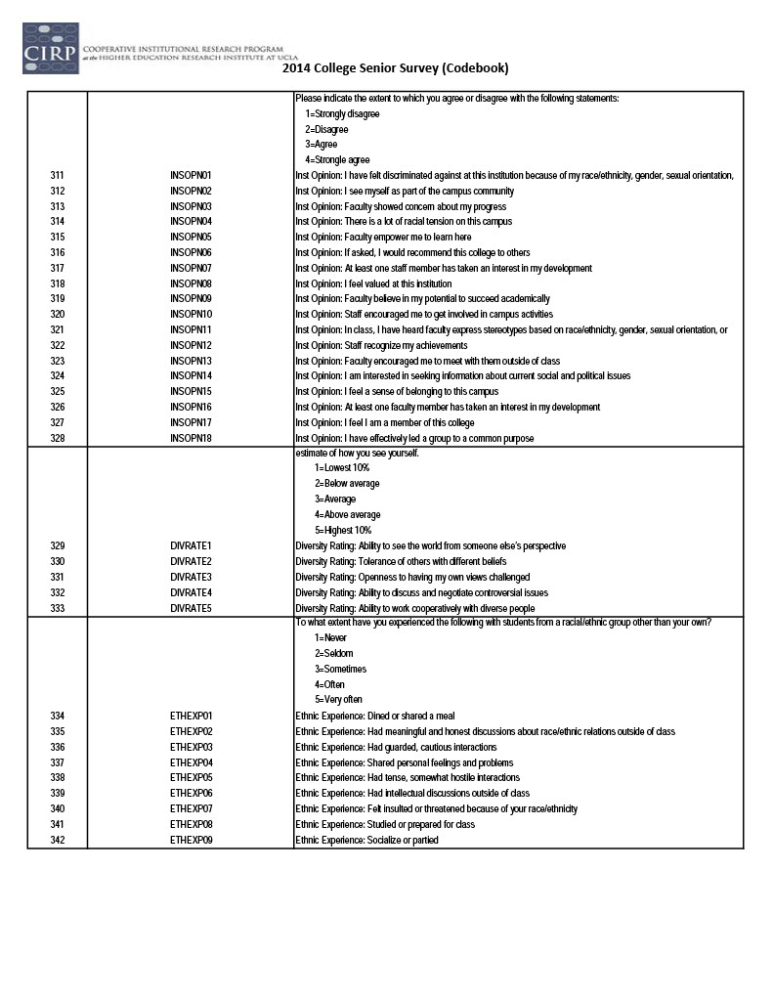 CIRP
COOPERATIVE INSTITUTIONAL RESEARCH PROGRAM
at the HIGHER EDUCATION RESEARCH INSTITUTE AT UCLA
2014 College Senior Survey (Codebook)
Please indicate the extent to which you agree or disagree with the following statements:
1=Strongly disagree
2=Disagree
3=Agree
4=Strongle agree
311 INSOPN01 Inst Opinion: I have felt discriminated against at this institution because of my race/ethnicity, gender, sexual orientation,
312 INSOPN02 Inst Opinion: I see myself as part of the campus community
313 INSOPN03 Inst Opinion: Faculty showed concern about my progress
314 INSOPN04 Inst Opinion: There is a lot of racial tension on this campus
315 INSOPN05 Inst Opinion: Faculty empower me to learn here
316 INSOPN06 Inst Opinion: If asked, I would recommend this college to others
317 INSOPN07 Inst Opinion: At least one staff member has taken an interest in my development
318 INSOPN08 Inst Opinion: I feel valued at this institution
319 INSOPN09 Inst Opinion: Faculty believe in my potential to succeed academically
320 INSOPN10 Inst Opinion: Staff encouraged me to get involved in campus activities
321 INSOPN11 Inst Opinion: In class, I have heard faculty express stereotypes based on race/ethnicity, gender, sexual orientation, or
322 INSOPN12 Inst Opinion: Staff recognize my achievements
323 INSOPN13 Inst Opinion: Faculty encouraged me to meet with them outside of class
324 INSOPN14 Inst Opinion: I am interested in seeking information about current social and political issues
325 INSOPN15 Inst Opinion: I feel a sense of belonging to this campus
326 INSOPN16 Inst Opinion: At least one faculty member has taken an interest in my development
327 INSOPN17 Inst Opinion: I feel I am a member of this college
328 INSOPN18 Inst Opinion: I have effectively led a group to a common purpose
estimate of how you see yourself.
1=Lowest 10%
2=Below average
3=Average
4=Above average
5=Highest 10%
329 DIVRATE1 Diversity Rating: Ability to see the world from someone else's perspective
330 DIVRATE2 Diversity Rating: Tolerance of others with different beliefs
331 DIVRATE3 Diversity Rating: Openness to having my own views challenged
332 DIVRATE4 Diversity Rating: Ability to discuss and negotiate controversial issues
333 DIVRATE5 Diversity Rating: Ability to work cooperatively with diverse people
To what extent have you experienced the following with students from a racial/ethnic group other than your own?
1=Never
2=Seldom
3=Sometimes
4=Often
5=Very often
334 ETHEXP01 Ethnic Experience: Dined or shared a meal
335 ETHEXP02 Ethnic Experience: Had meaningful and honest discussions about race/ethnic relations outside of class
336 ETHEXP03 Ethnic Experience: Had guarded, cautious interactions
337 ETHEXP04 Ethnic Experience: Shared personal feelings and problems
338 ETHEXP05 Ethnic Experience: Had tense, somewhat hostile interactions
339 ETHEXP06 Ethnic Experience: Had intellectual discussions outside of class
340 ETHEXP07 Ethnic Experience: Felt insulted or threatened because of your race/ethnicity
341 ETHEXP08 Ethnic Experience: Studied or prepared for class
342 ETHEXP09 Ethnic Experience: Socialize or partied